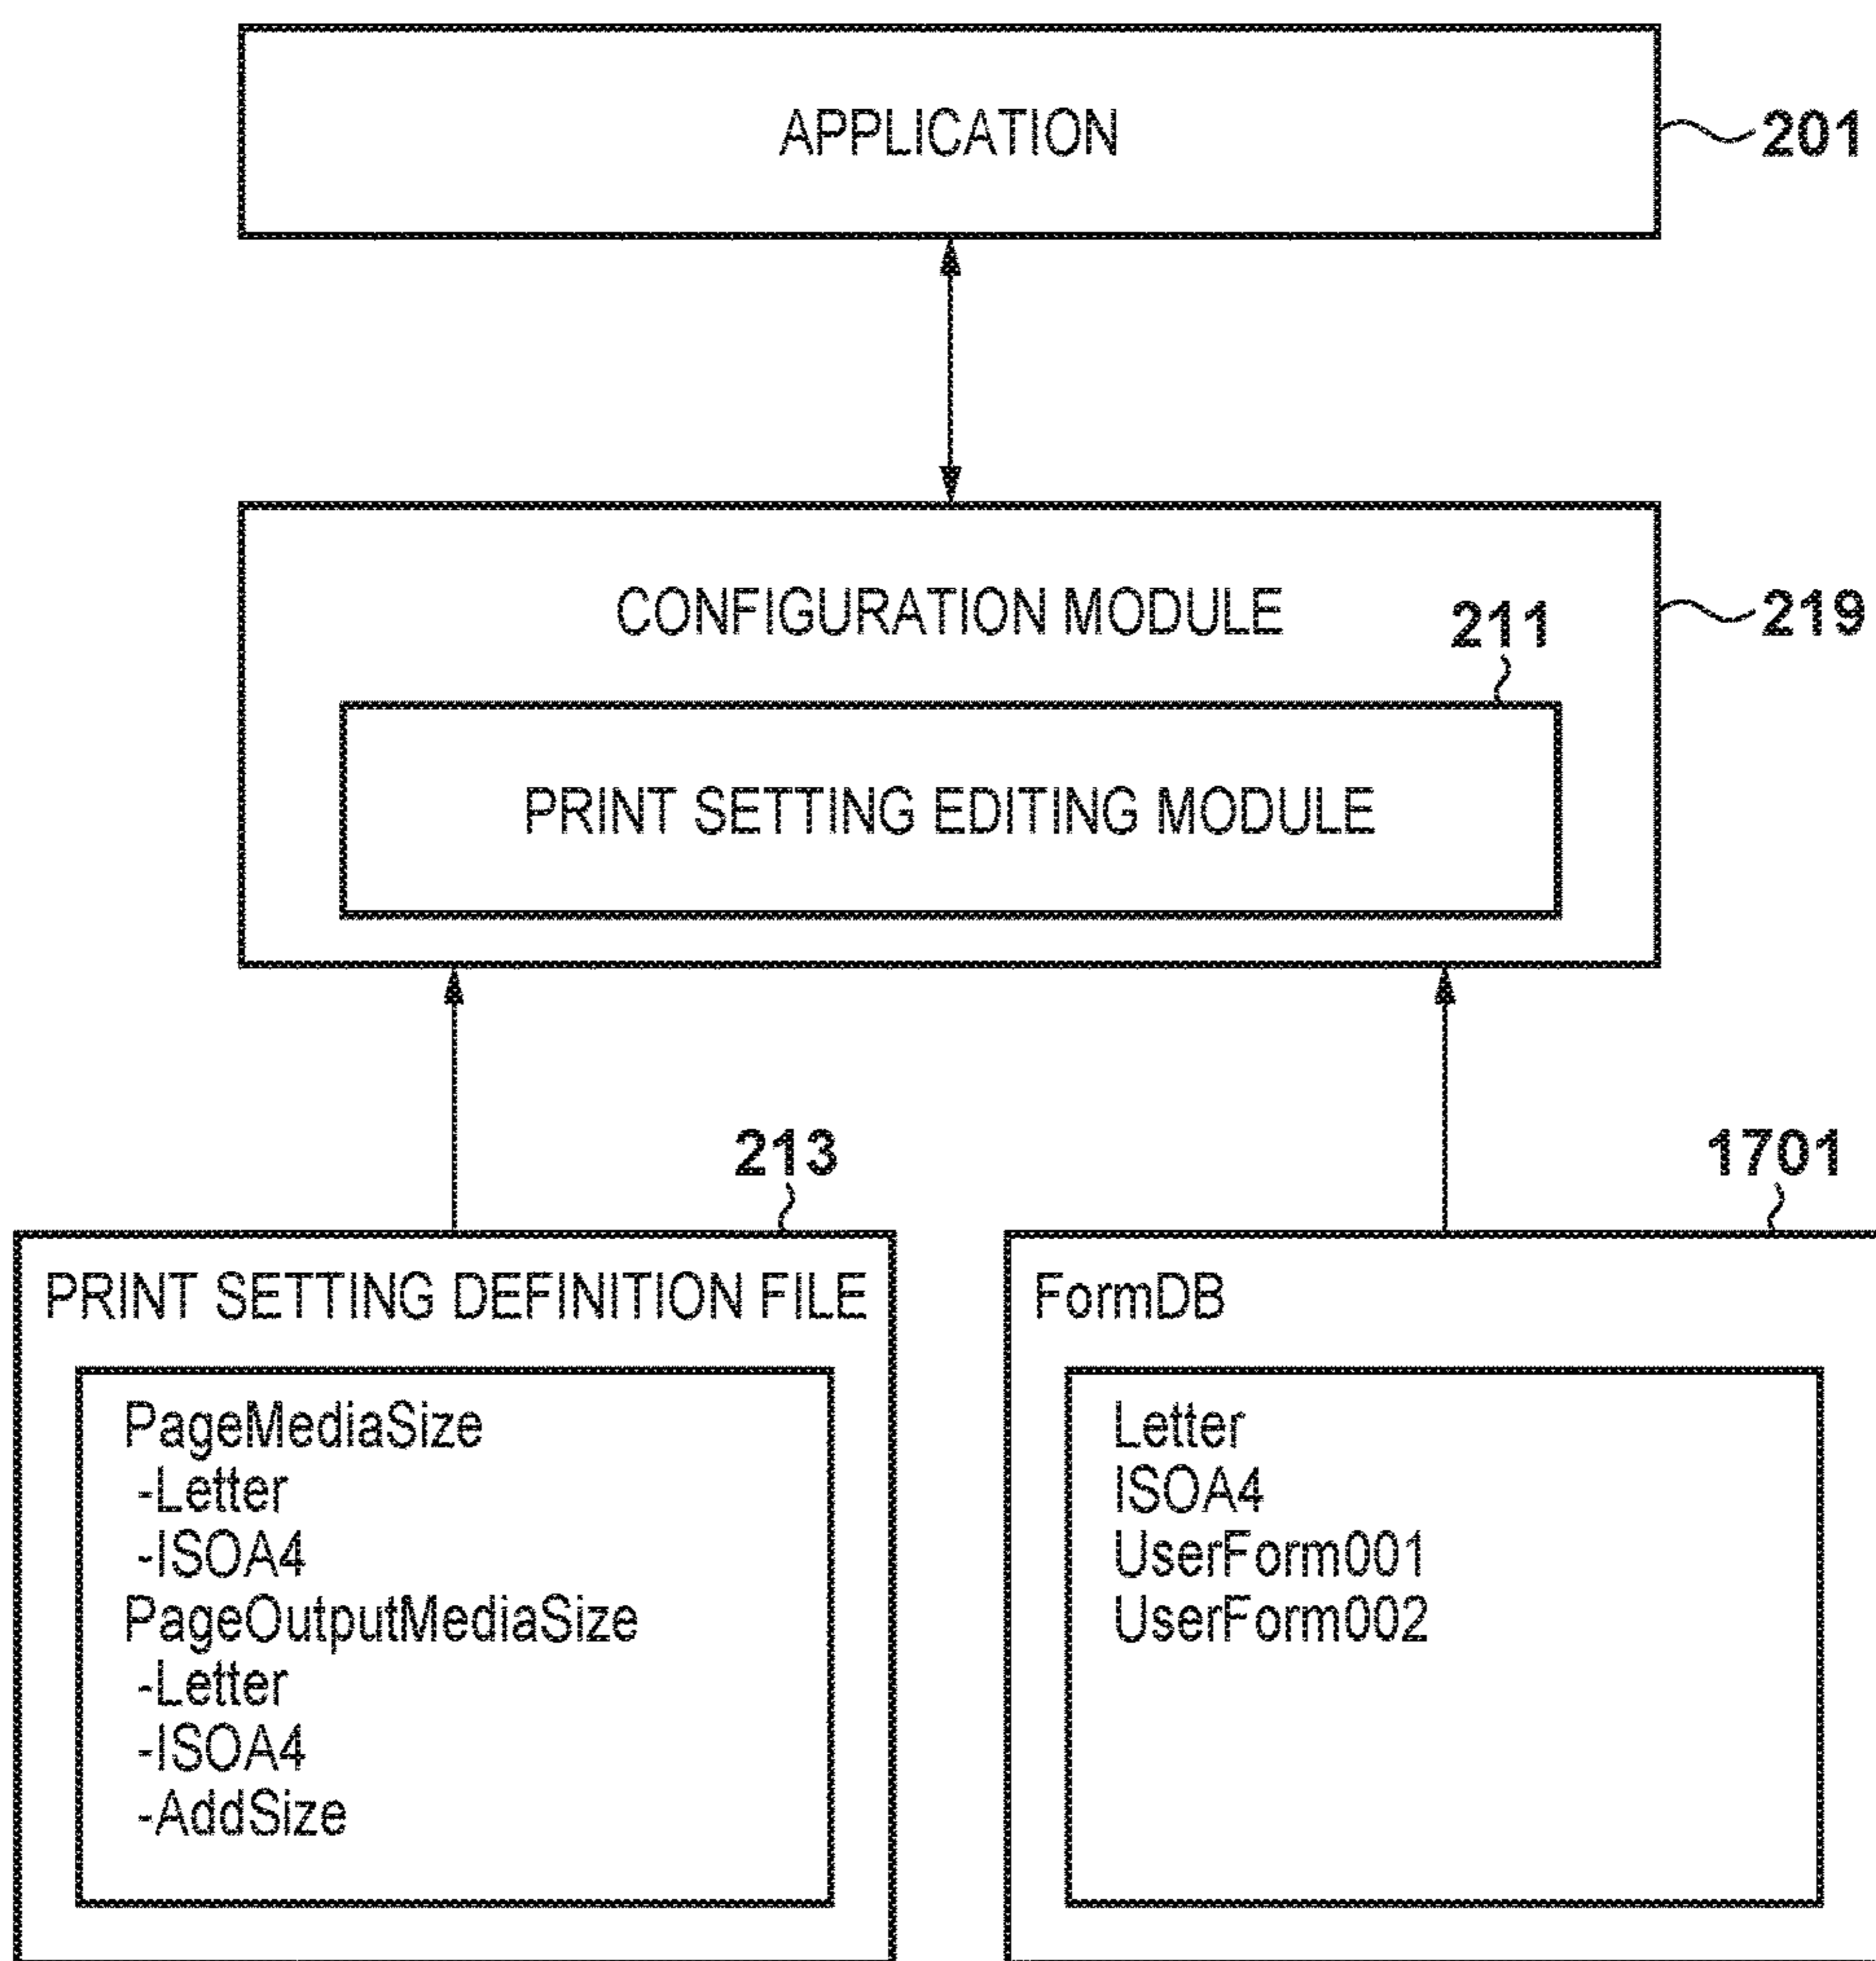 APPLICATION
201
CONFIGURATION MODULE
219
211
PRINT SETTING EDITING MODULE
213
PRINT SETTING DEFINITION FILE
PageMediaSize
-Letter
-ISOA4
PageOutputMediaSize
-Letter
-ISOA4
-AddSize
1701
FormDB
Letter
ISOA4
UserForm001
UserForm002